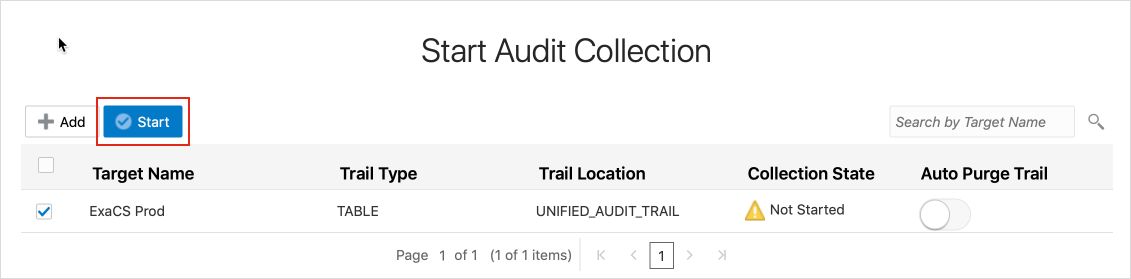 Start Audit Collection
Add Start Search by Target Name
Target Name Trail Type Trail Location Collection State Auto Purge Trail
ExaCS Prod TABLE UNIFIED_AUDIT_TRAIL Not Started
Page 1 of 1 (1 of 1 items) 1